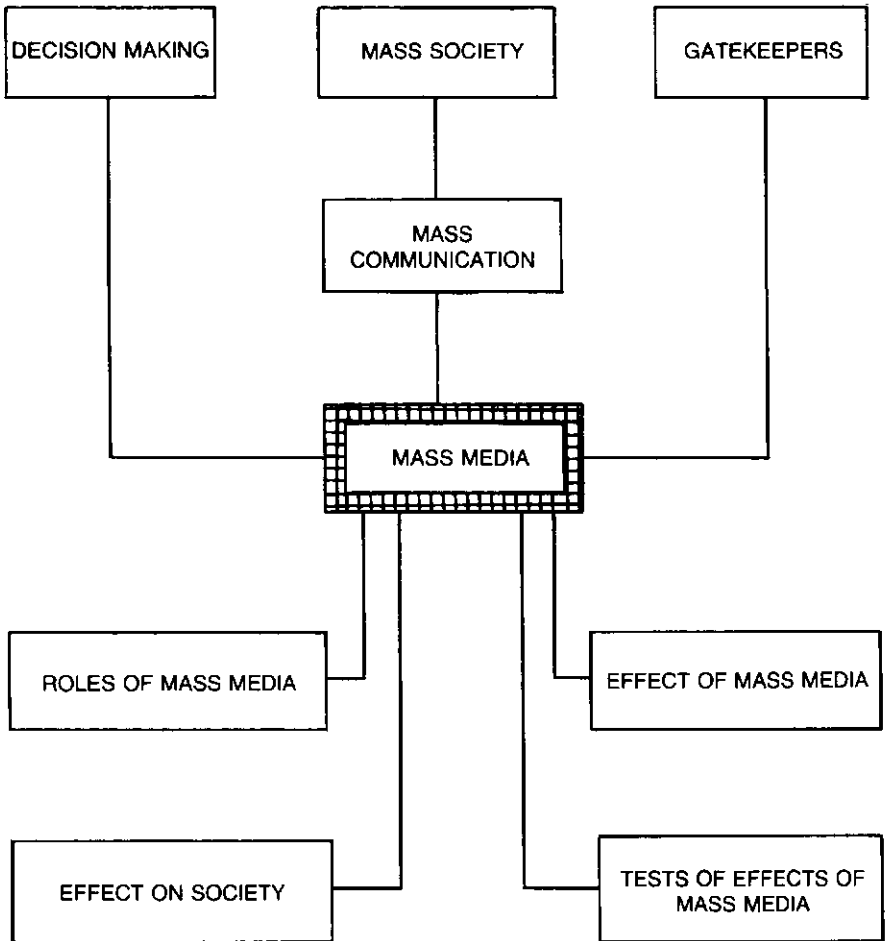 DECISION MAKING
MASS SOCIETY
GATEKEEPERS
MASS
COMMUNICATION
MASS MEDIA
ROLES OF MASS MEDIA
EFFECT OF MASS MEDIA
EFFECT ON SOCIETY
TESTS OF EFFECTS OF
MASS MEDIA